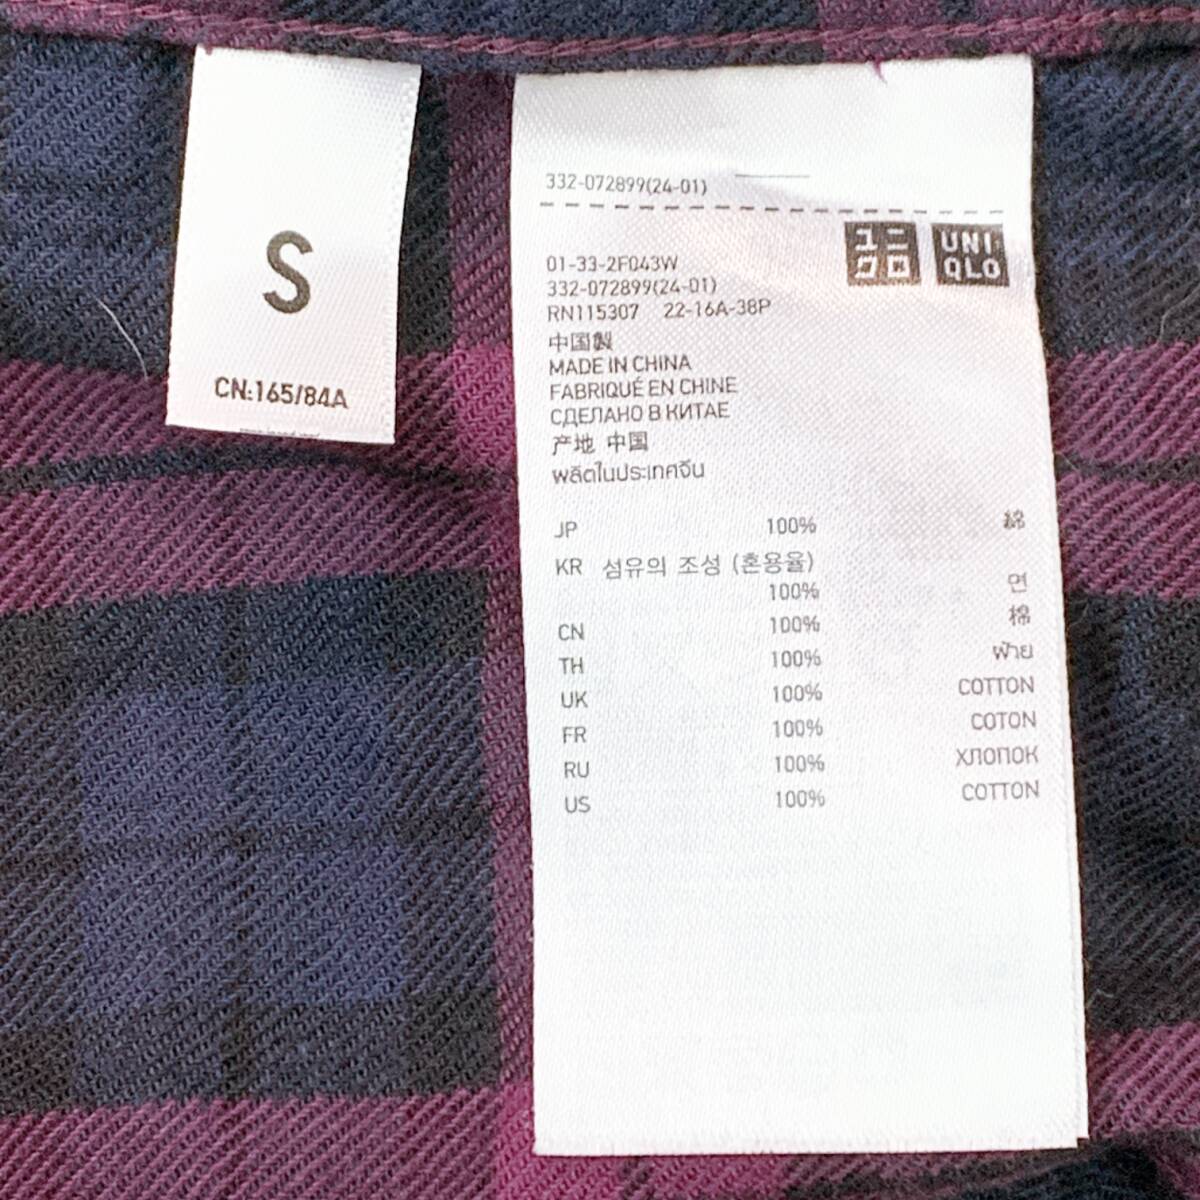 S
CN:165/84A
332-072899(24-01)
ユニ
クロ
UNI
QLO
01-33-2F043W
332-072899(24-01)
RN115307 22-16A-38P
中国製
MADE IN CHINA
FABRIQUÉ EN CHINE
СДЕЛАНО В КИТАЕ
产地 中国
ผลิตในประเทศจีน
JP 100% 綿
KR 섬유의 조성 (혼용율)
100% 면
CN 100% 棉
TH 100% ฝ้าย
UK 100% COTTON
FR 100% COTON
RU 100% ХЛОПОК
US 100% COTTON